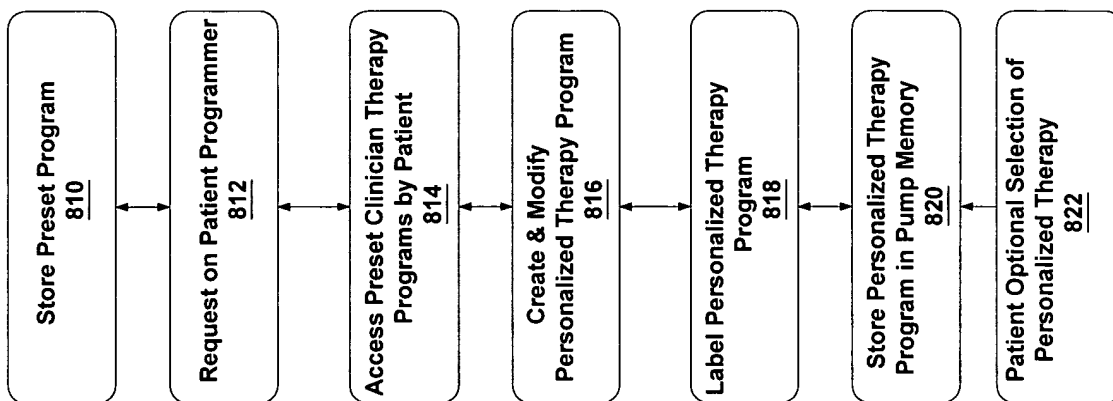 Store Preset Program
810
Request on Patient Programmer
812
Access Preset Clinician Therapy
Programs by Patient
814
Create & Modify
Personalized Therapy Program
816
Label Personalized Therapy
Program
818
Store Personalized Therapy
Program in Pump Memory
820
Patient Optional Selection of
Personalized Therapy
822